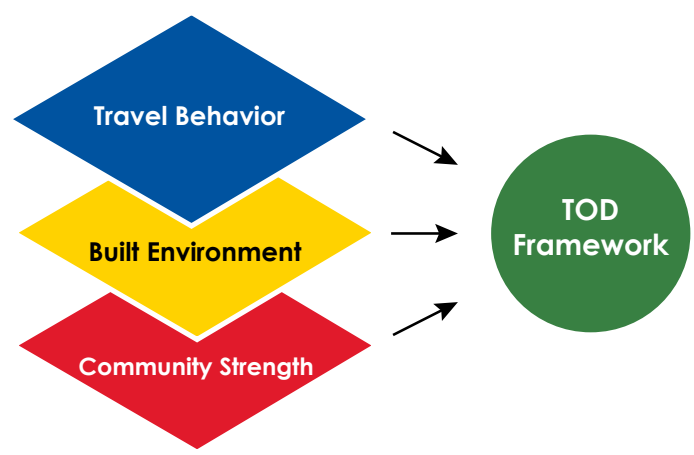 Travel Behavior
Built Environment
Community Strength
TOD
Framework